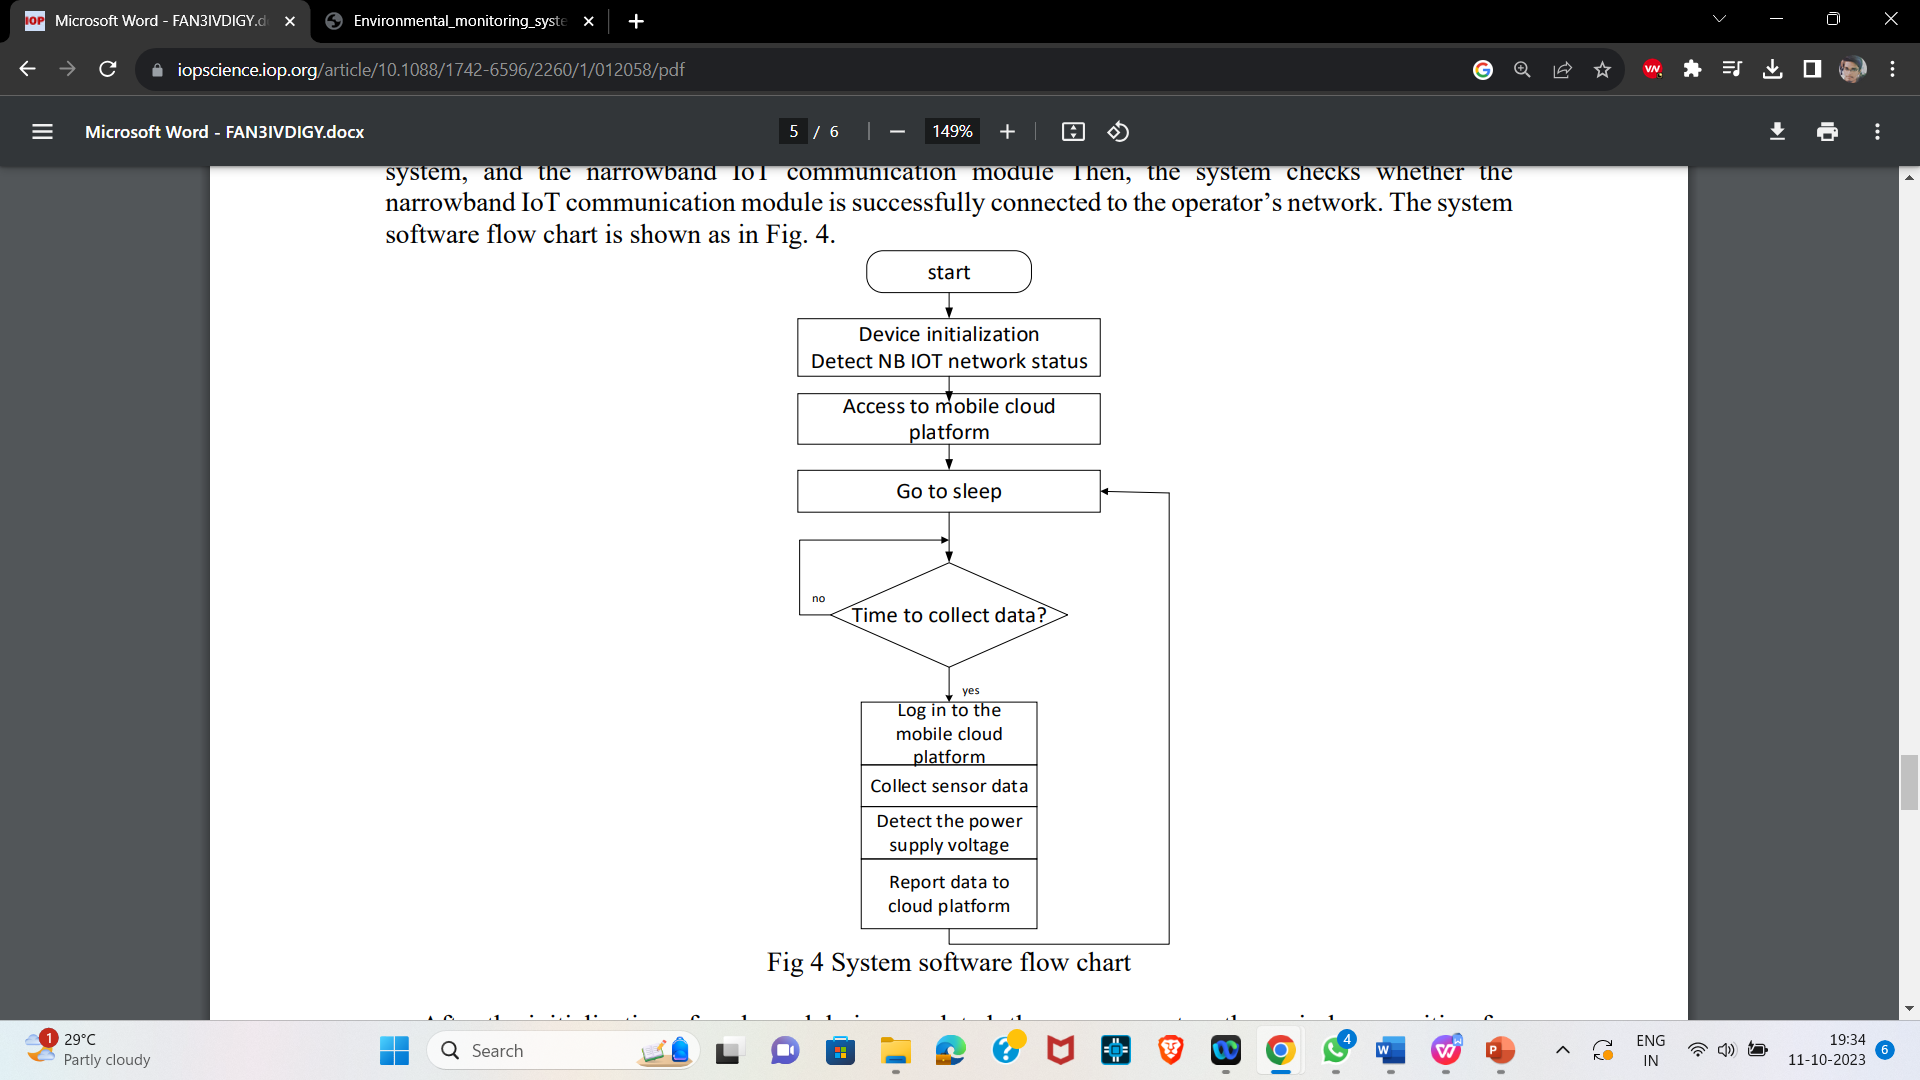 Microsoft Word - FAN3IVDIGY.d
Environmental_monitoring_syste
iopscience.iop.org/article/10.1088/1742-6596/2260/1/012058/pdf
Microsoft Word - FAN3IVDIGY.docx
5 / 6
149%
system, and the narrowband IoT communication module Then, the system checks whether the
narrowband IoT communication module is successfully connected to the operator's network. The system
software flow chart is shown as in Fig. 4.
start
Device initialization
Detect NB IOT network status
Access to mobile cloud
platform
Go to sleep
no
Time to collect data?
yes
Log in to the
mobile cloud
platform
Collect sensor data
Detect the power
supply voltage
Report data to
cloud platform
Fig 4 System software flow chart
1
29°C
Partly cloudy
Search
4
ENG
IN
19:34
11-10-2023
6